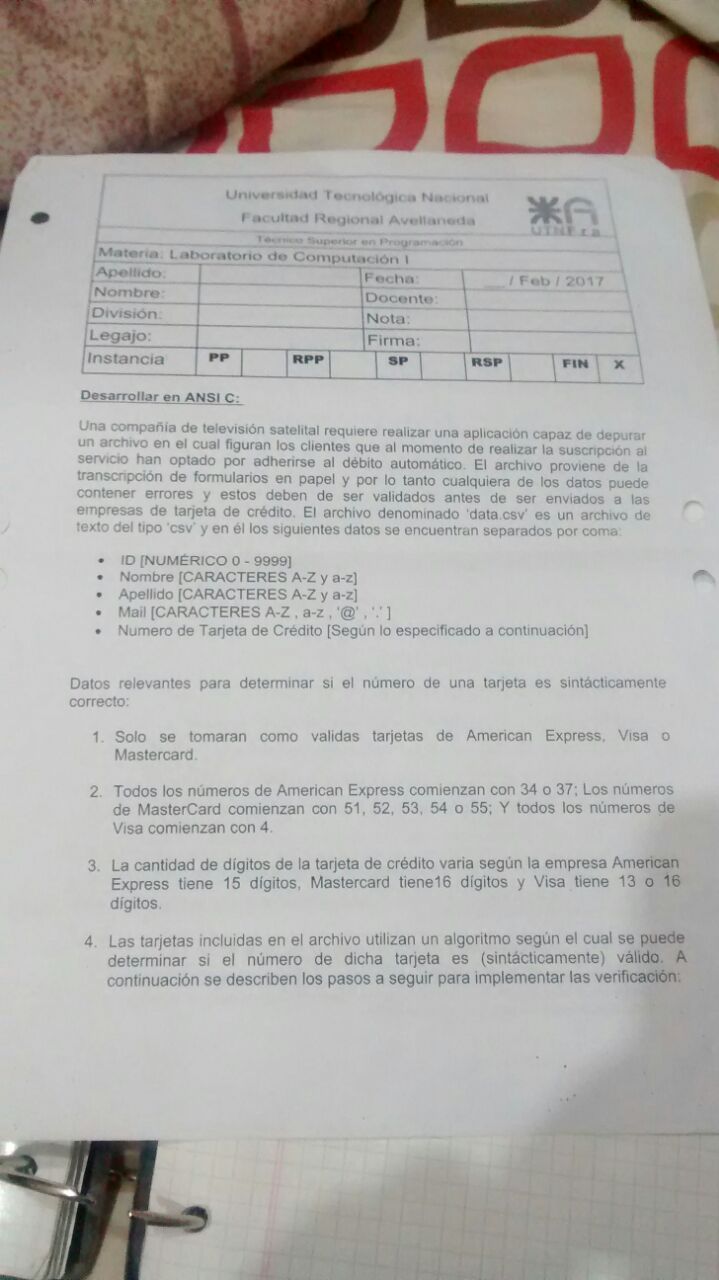 Universidad Tecnológica Nacional
Facultad Regional Avellaneda
UTNFra
Técnico Superior en Programación
Materia: Laboratorio de Computación I
Apellido: Fecha: ___ / Feb / 2017
Nombre: Docente:
División: Nota:
Legajo: Firma:
Instancia PP RPP SP RSP FIN X
Desarrollar en ANSI C:
Una compañía de televisión satelital requiere realizar una aplicación capaz de depurar
un archivo en el cual figuran los clientes que al momento de realizar la suscripción al
servicio han optado por adherirse al débito automático. El archivo proviene de la
transcripción de formularios en papel y por lo tanto cualquiera de los datos puede
contener errores y estos deben de ser validados antes de ser enviados a las
empresas de tarjeta de crédito. El archivo denominado 'data.csv' es un archivo de
texto del tipo 'csv' y en él los siguientes datos se encuentran separados por coma:
• ID [NUMÉRICO 0 - 9999]
• Nombre [CARACTERES A-Z y a-z]
• Apellido [CARACTERES A-Z y a-z]
• Mail [CARACTERES A-Z , a-z , '@' , '.' ]
• Numero de Tarjeta de Crédito [Según lo especificado a continuación]
Datos relevantes para determinar si el número de una tarjeta es sintácticamente
correcto:
1. Solo se tomaran como validas tarjetas de American Express, Visa o
Mastercard.
2. Todos los números de American Express comienzan con 34 o 37; Los números
de MasterCard comienzan con 51, 52, 53, 54 o 55; Y todos los números de
Visa comienzan con 4.
3. La cantidad de dígitos de la tarjeta de crédito varia según la empresa American
Express tiene 15 dígitos, Mastercard tiene16 dígitos y Visa tiene 13 o 16
dígitos.
4. Las tarjetas incluidas en el archivo utilizan un algoritmo según el cual se puede
determinar si el número de dicha tarjeta es (sintácticamente) válido. A
continuación se describen los pasos a seguir para implementar las verificación: